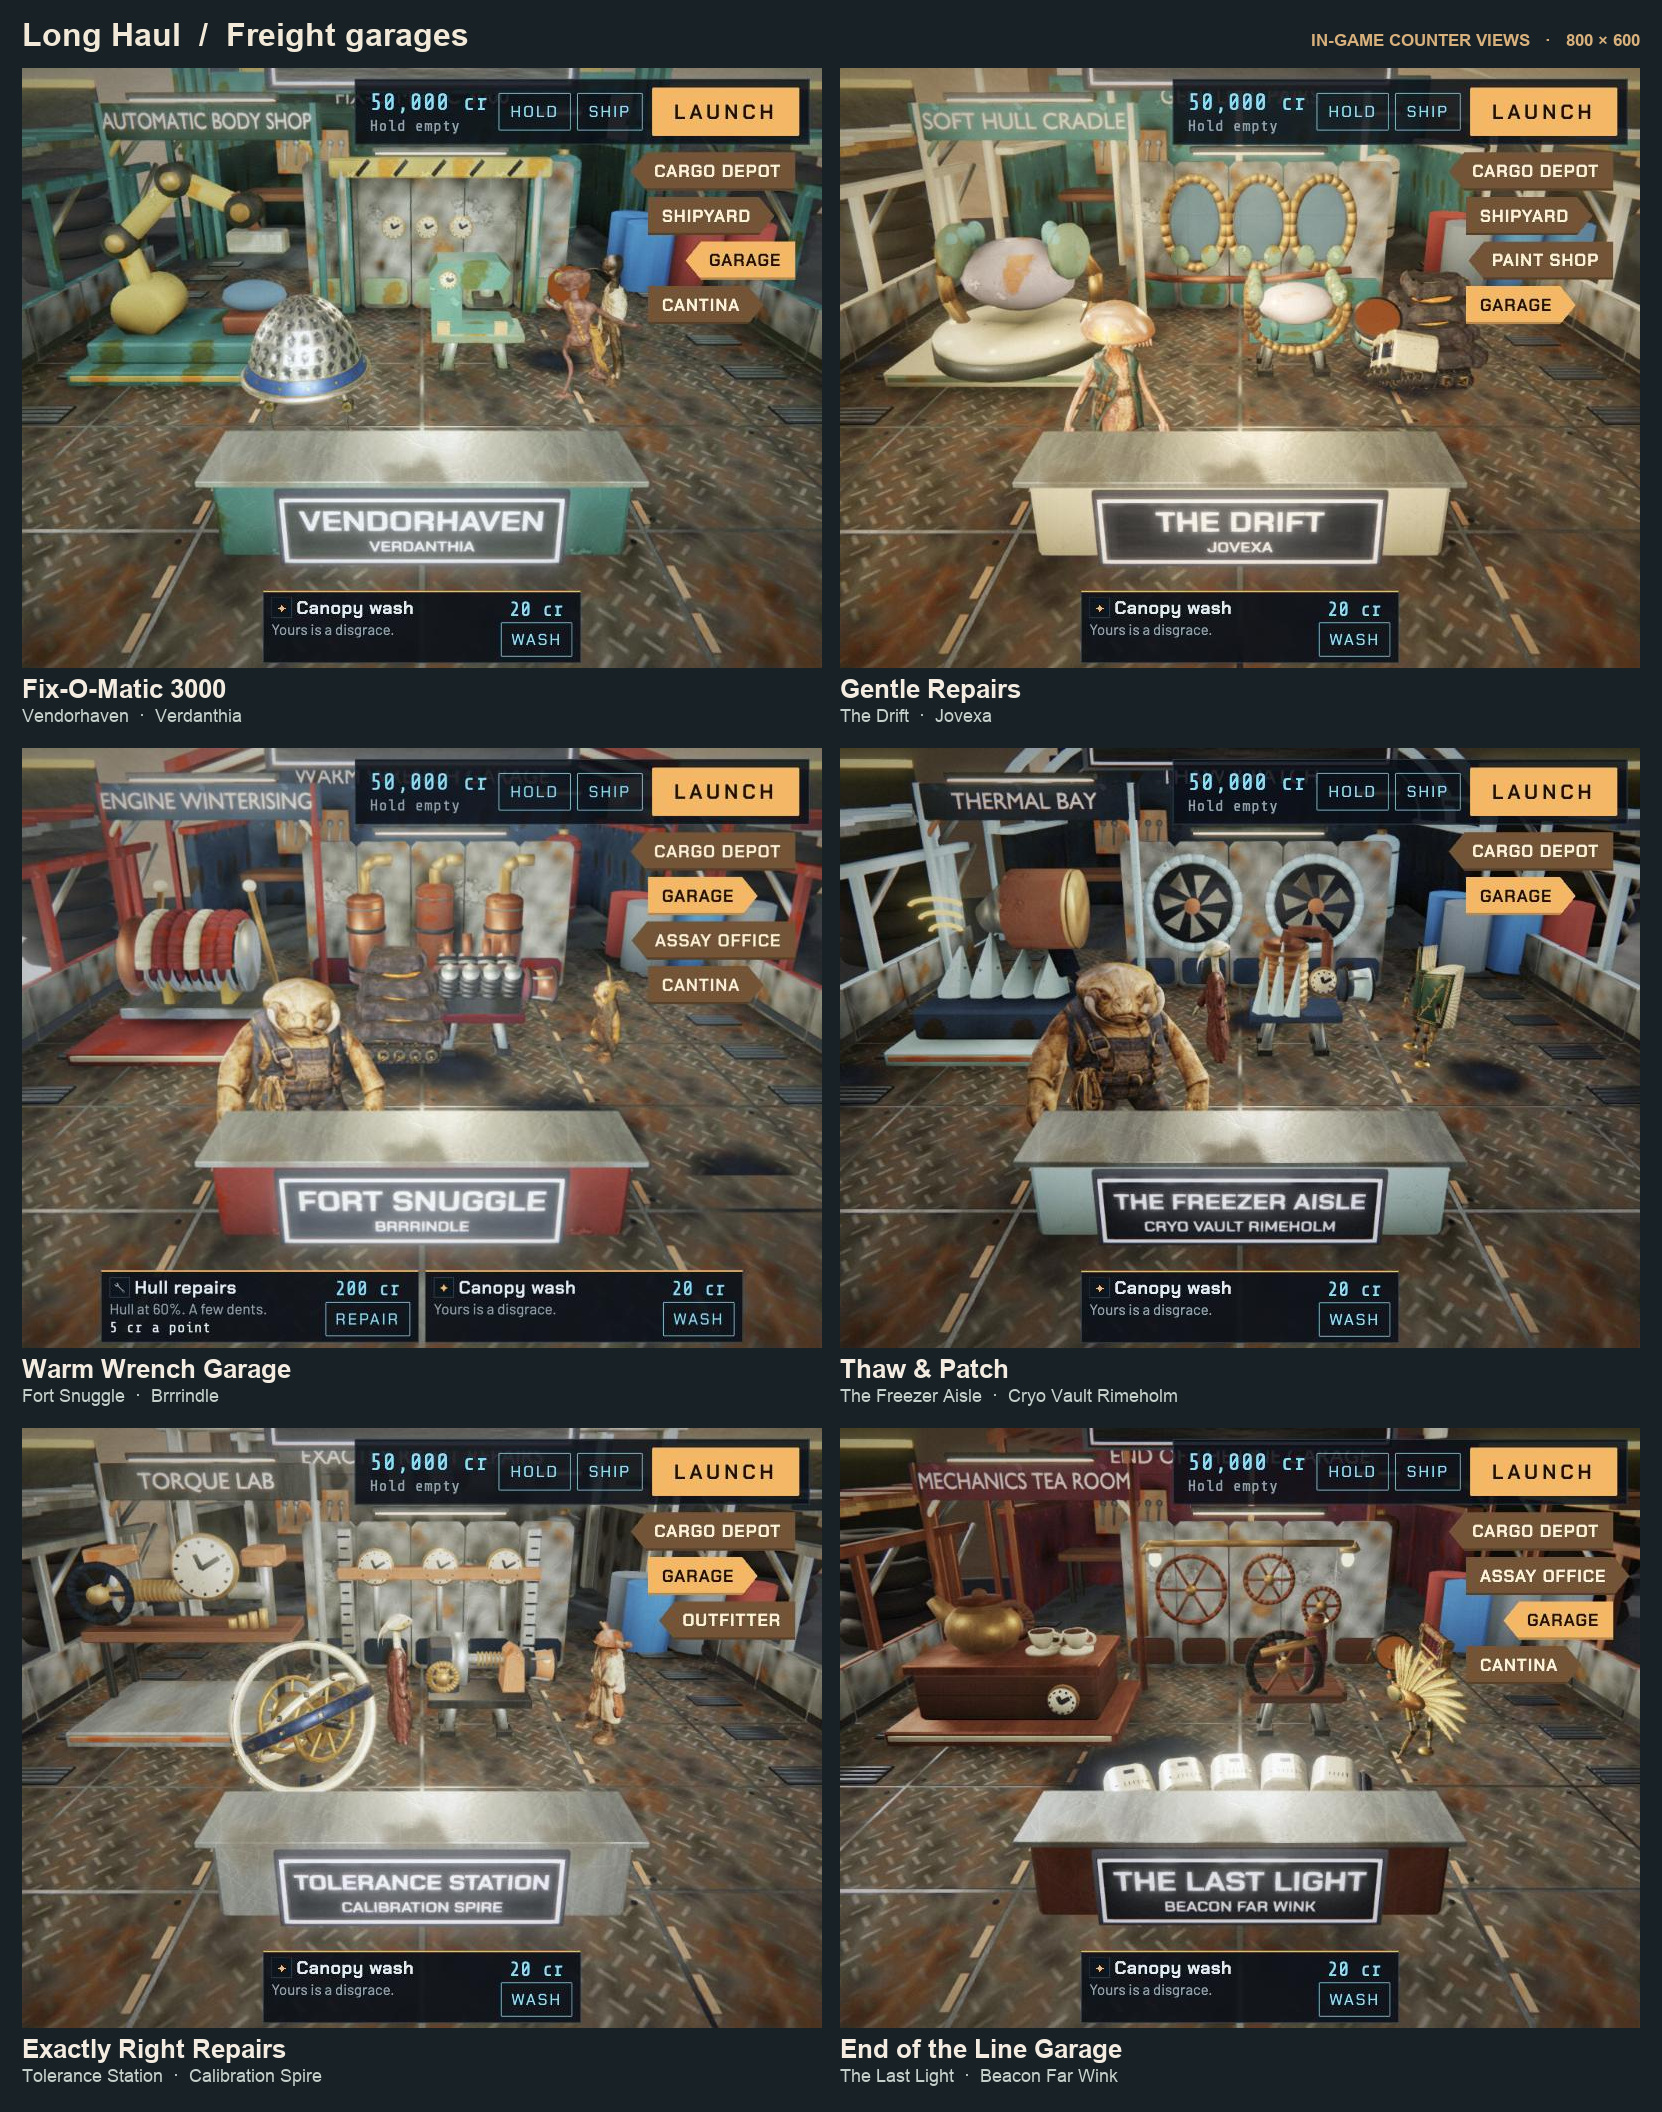 Long Haul / Freight garages
IN-GAME COUNTER VIEWS · 800 × 600
AUTOMATIC BODY SHOP
50,000 cr
Hold empty
HOLD
SHIP
LAUNCH
CARGO DEPOT
SHIPYARD
GARAGE
CANTINA
VENDORHAVEN
VERDANTHIA
Canopy wash
20 cr
Yours is a disgrace.
WASH
Fix-O-Matic 3000
Vendorhaven · Verdanthia
SOFT HULL CRADLE
50,000 cr
Hold empty
HOLD
SHIP
LAUNCH
CARGO DEPOT
SHIPYARD
PAINT SHOP
GARAGE
THE DRIFT
JOVEXA
Canopy wash
20 cr
Yours is a disgrace.
WASH
Gentle Repairs
The Drift · Jovexa
ENGINE WINTERISING
50,000 cr
Hold empty
HOLD
SHIP
LAUNCH
CARGO DEPOT
GARAGE
ASSAY OFFICE
CANTINA
FORT SNUGGLE
BRRRINDLE
Hull repairs
200 cr
Hull at 60%. A few dents.
5 cr a point
REPAIR
Canopy wash
20 cr
Yours is a disgrace.
WASH
Warm Wrench Garage
Fort Snuggle · Brrrindle
THERMAL BAY
50,000 cr
Hold empty
HOLD
SHIP
LAUNCH
CARGO DEPOT
GARAGE
THE FREEZER AISLE
CRYO VAULT RIMEHOLM
Canopy wash
20 cr
Yours is a disgrace.
WASH
Thaw & Patch
The Freezer Aisle · Cryo Vault Rimeholm
TORQUE LAB
50,000 cr
Hold empty
HOLD
SHIP
LAUNCH
CARGO DEPOT
GARAGE
OUTFITTER
TOLERANCE STATION
CALIBRATION SPIRE
Canopy wash
20 cr
Yours is a disgrace.
WASH
Exactly Right Repairs
Tolerance Station · Calibration Spire
MECHANICS TEA ROOM
50,000 cr
Hold empty
HOLD
SHIP
LAUNCH
CARGO DEPOT
ASSAY OFFICE
GARAGE
CANTINA
THE LAST LIGHT
BEACON FAR WINK
Canopy wash
20 cr
Yours is a disgrace.
WASH
End of the Line Garage
The Last Light · Beacon Far Wink